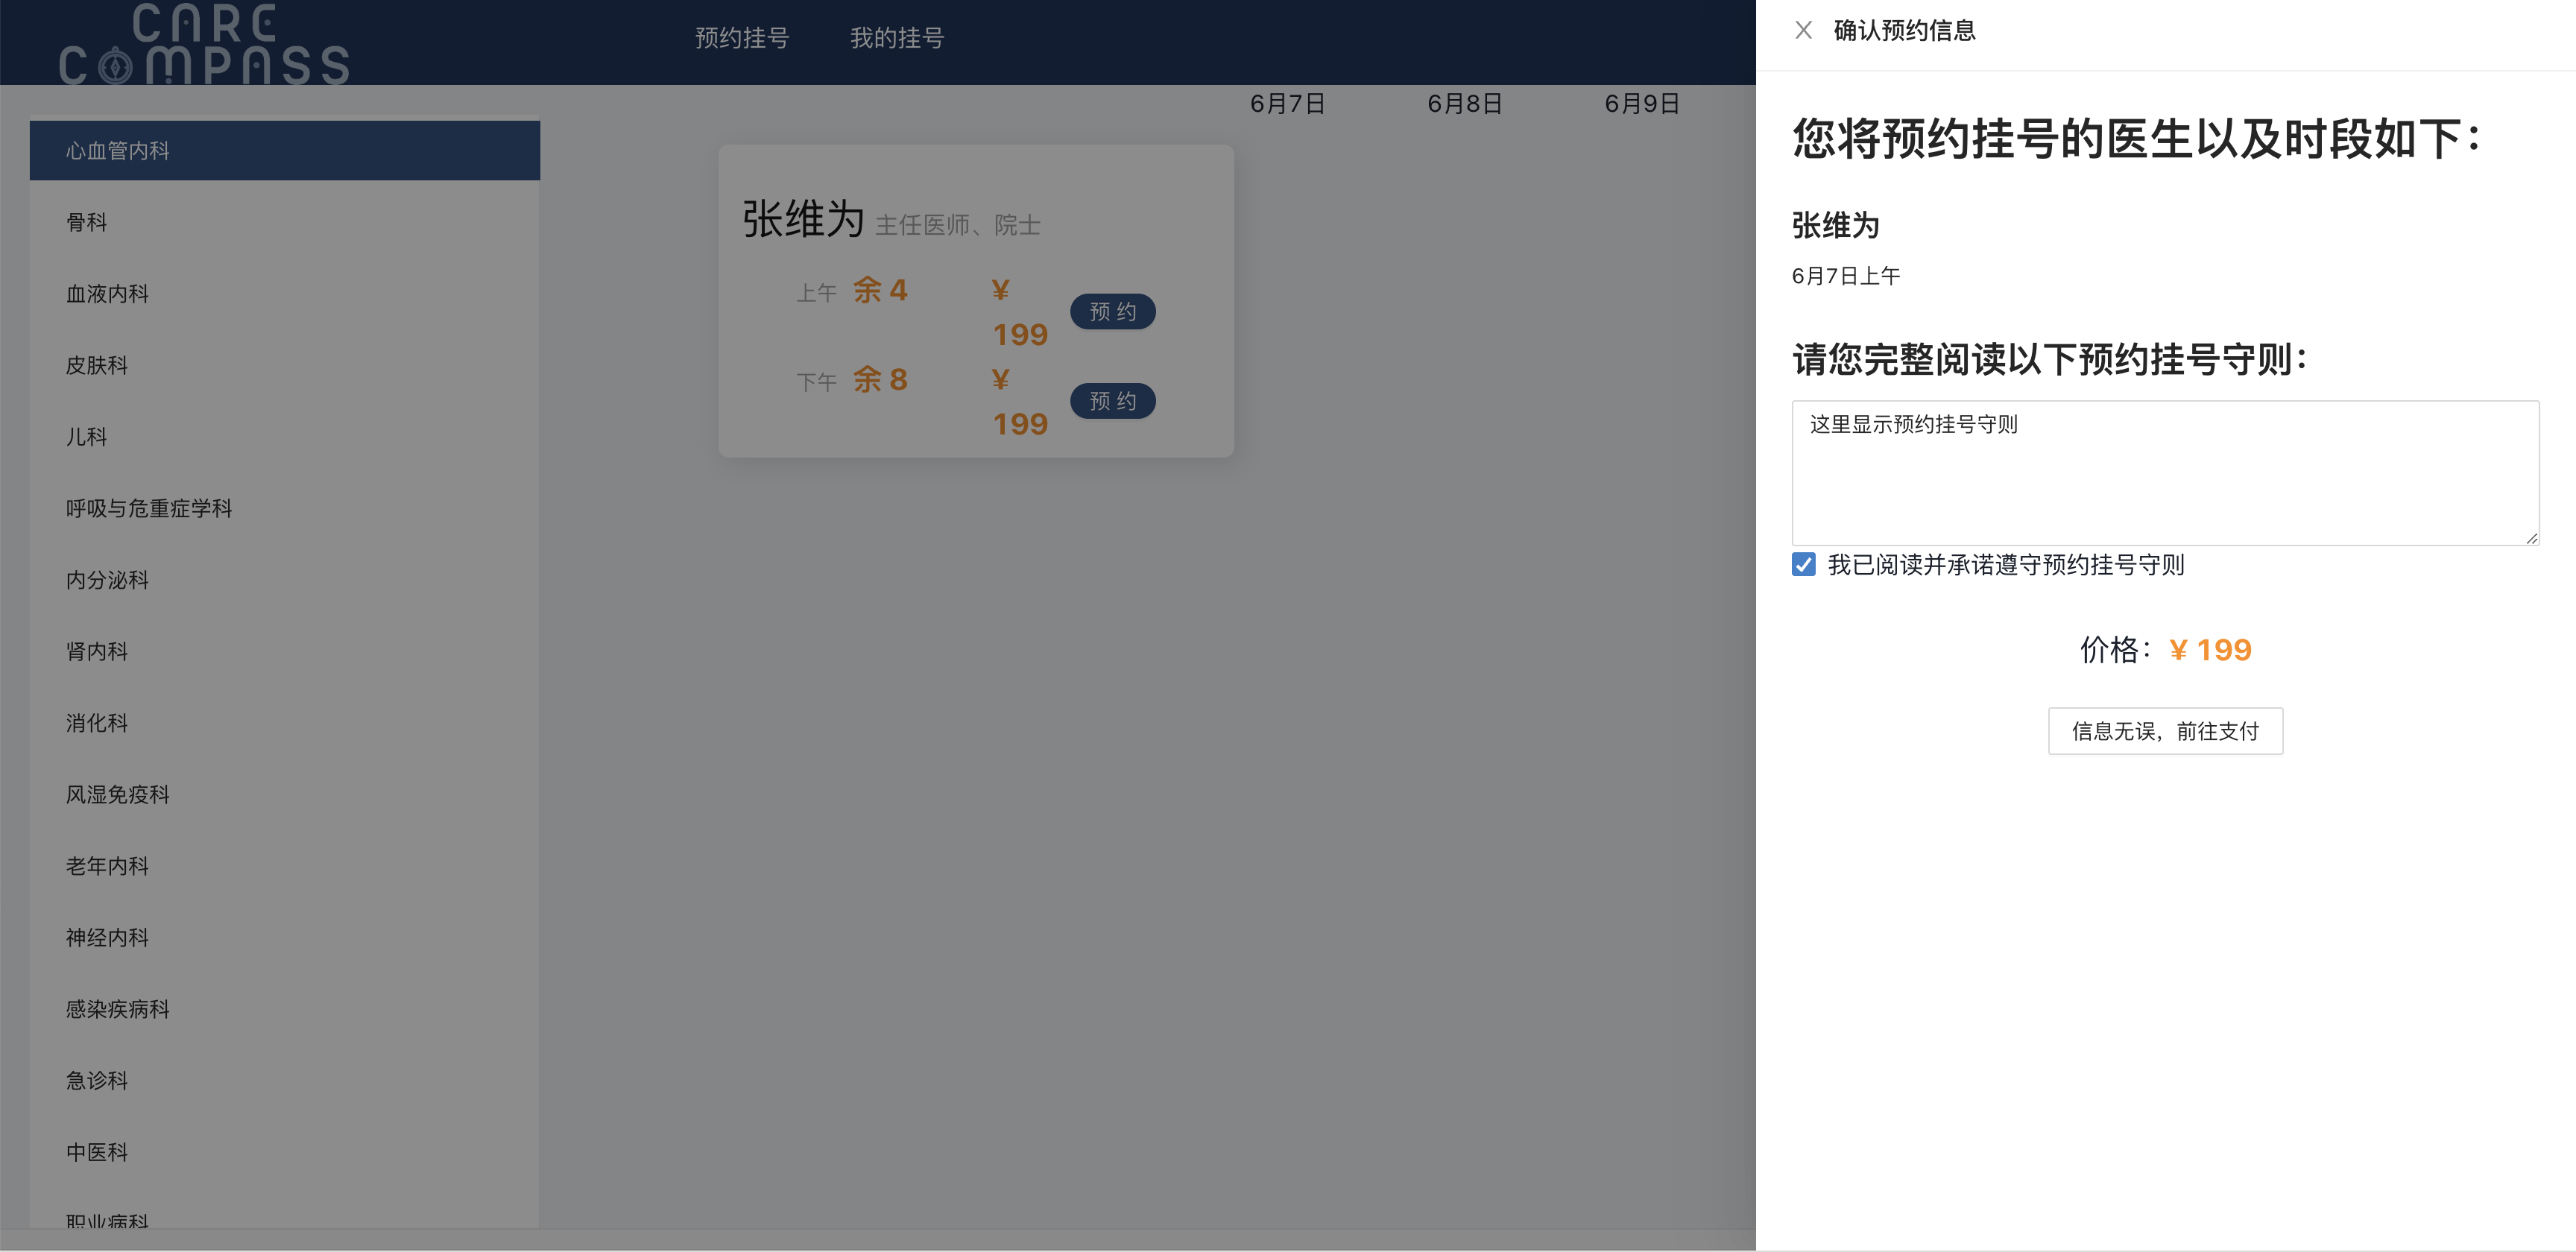 CARE
COMPASS
预约挂号
我的挂号
6月7日
6月8日
6月9日
心血管内科
骨科
血液内科
皮肤科
儿科
呼吸与危重症学科
内分泌科
肾内科
消化科
风湿免疫科
老年内科
神经内科
感染疾病科
急诊科
中医科
职业病科
张维为 主任医师、院士
上午 余 4 ¥ 199 预 约
下午 余 8 ¥ 199 预 约
确认预约信息
您将预约挂号的医生以及时段如下：
张维为
6月7日上午
请您完整阅读以下预约挂号守则：
这里显示预约挂号守则
我已阅读并承诺遵守预约挂号守则
价格：¥ 199
信息无误，前往支付